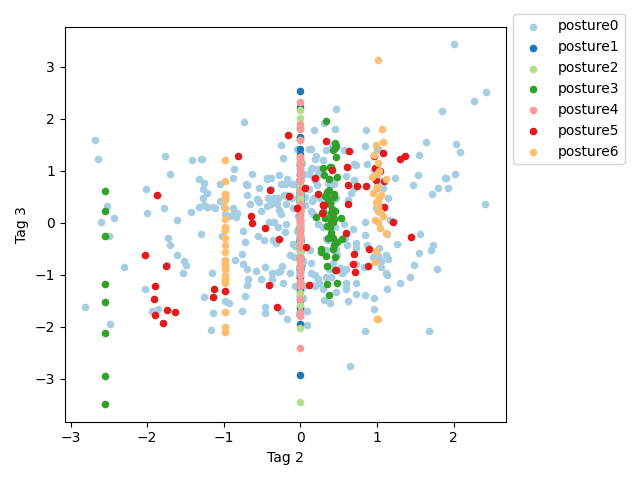 posture0
posture1
posture2
posture3
posture4
posture5
posture6
3
2
1
0
−1
−2
−3
Tag 3
−3 −2 −1 0 1 2
Tag 2